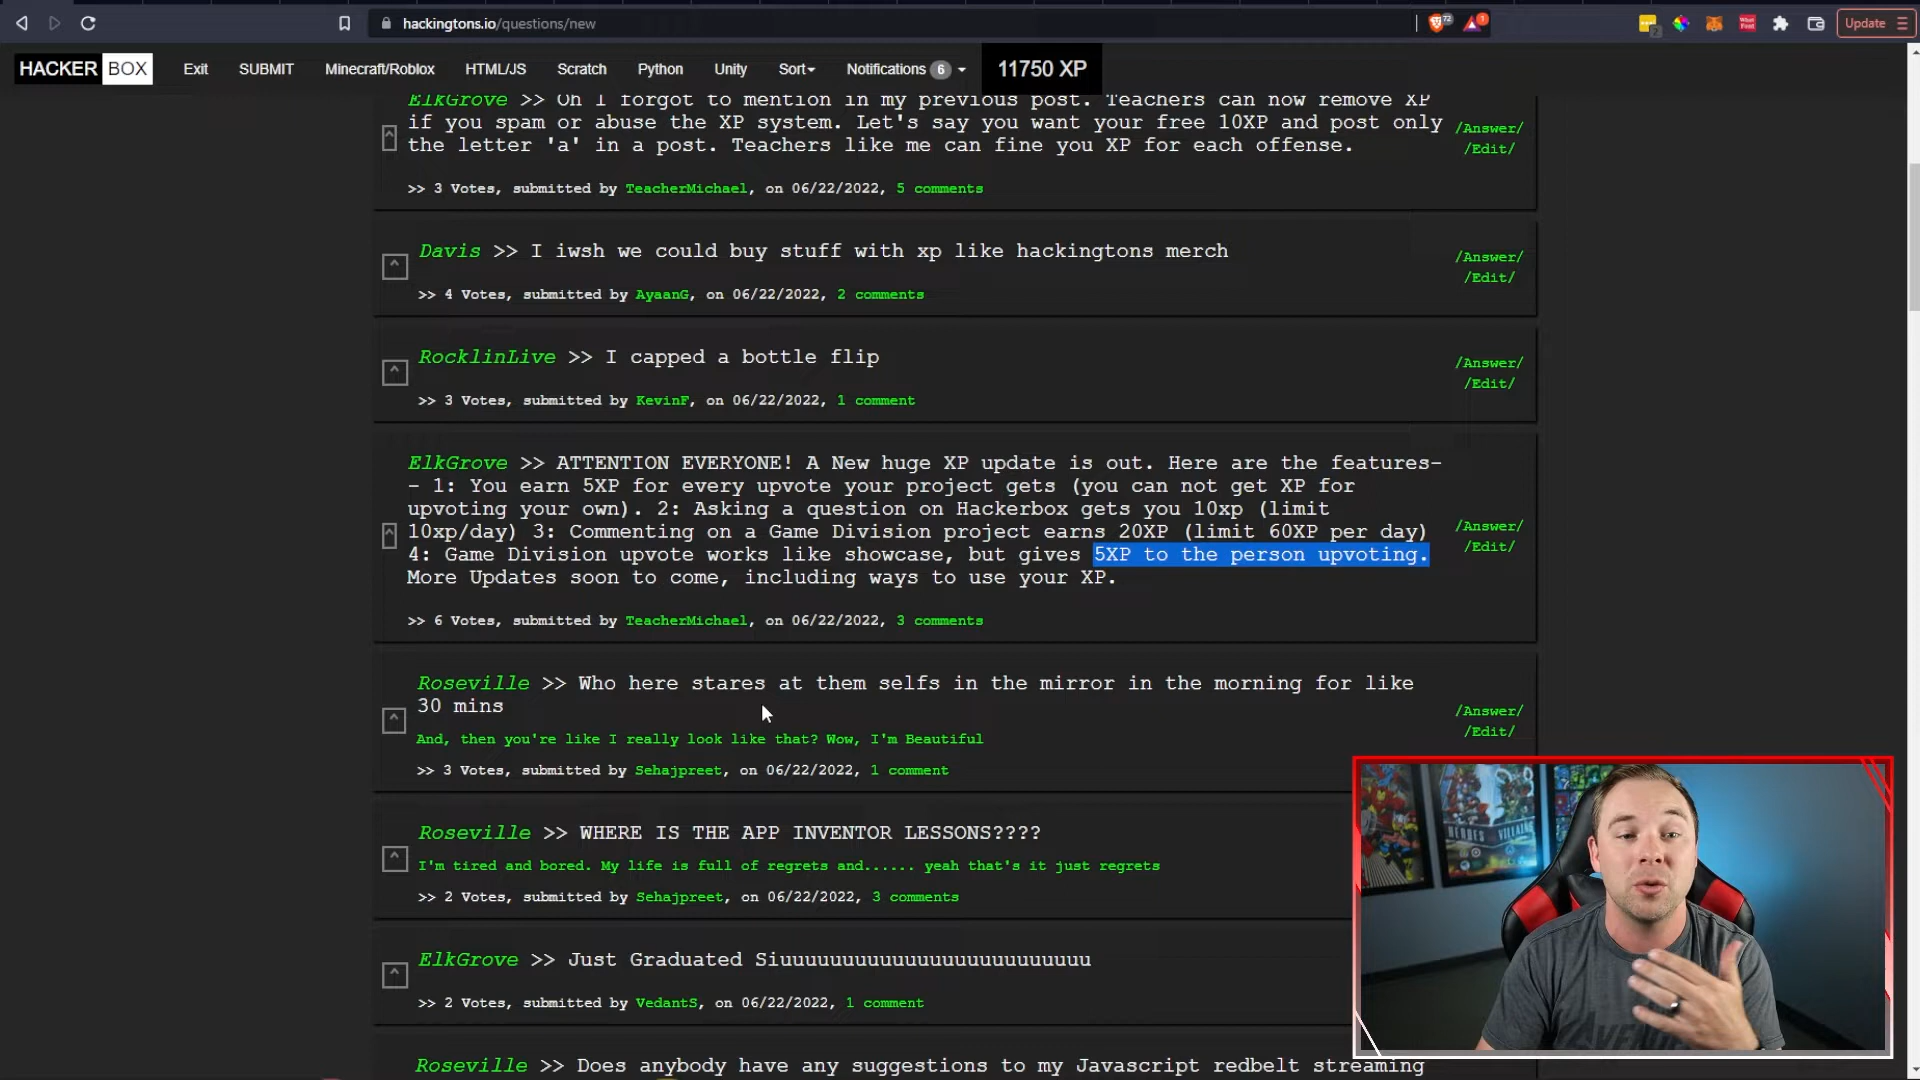 hackingtons.io/questions/new
72
1
2
Update
HACKER BOX
Exit
SUBMIT
Minecraft/Roblox
HTML/JS
Scratch
Python
Unity
Sort
Notifications 6
11750 XP
ElkGrove >> Oh I forgot to mention in my previous post. Teachers can now remove XP
if you spam or abuse the XP system. Let's say you want your free 10XP and post only
the letter 'a' in a post. Teachers like me can fine you XP for each offense.
/Answer/
/Edit/
>> 3 Votes, submitted by TeacherMichael, on 06/22/2022, 5 comments
^
Davis >> I iwsh we could buy stuff with xp like hackingtons merch
/Answer/
/Edit/
>> 4 Votes, submitted by AyaanG, on 06/22/2022, 2 comments
^
RocklinLive >> I capped a bottle flip
/Answer/
/Edit/
>> 3 Votes, submitted by KevinF, on 06/22/2022, 1 comment
^
ElkGrove >> ATTENTION EVERYONE! A New huge XP update is out. Here are the features-
- 1: You earn 5XP for every upvote your project gets (you can not get XP for
upvoting your own). 2: Asking a question on Hackerbox gets you 10xp (limit
10xp/day) 3: Commenting on a Game Division project earns 20XP (limit 60XP per day)
4: Game Division upvote works like showcase, but gives 5XP to the person upvoting.
More Updates soon to come, including ways to use your XP.
/Answer/
/Edit/
>> 6 Votes, submitted by TeacherMichael, on 06/22/2022, 3 comments
^
Roseville >> Who here stares at them selfs in the mirror in the morning for like
30 mins
And, then you're like I really look like that? Wow, I'm Beautiful
/Answer/
/Edit/
>> 3 Votes, submitted by Sehajpreet, on 06/22/2022, 1 comment
^
Roseville >> WHERE IS THE APP INVENTOR LESSONS????
I'm tired and bored. My life is full of regrets and...... yeah that's it just regrets
>> 2 Votes, submitted by Sehajpreet, on 06/22/2022, 3 comments
^
ElkGrove >> Just Graduated Siuuuuuuuuuuuuuuuuuuuuuuuuu
>> 2 Votes, submitted by VedantS, on 06/22/2022, 1 comment
^
Roseville >> Does anybody have any suggestions to my Javascript redbelt streaming
HEROES VILLAINS